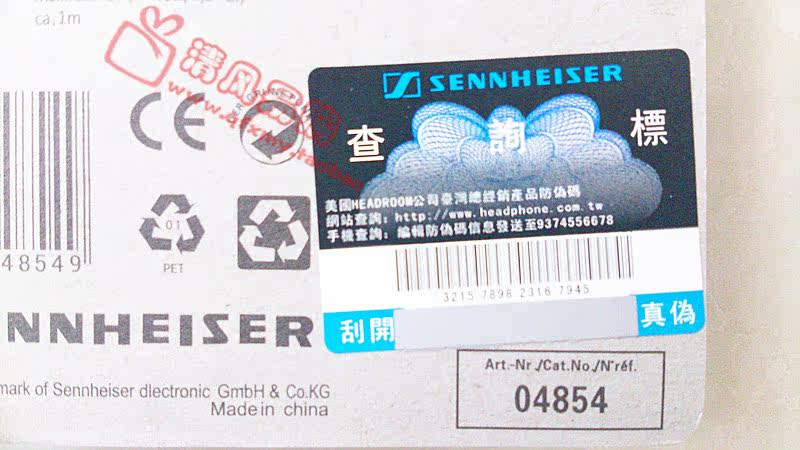 ca,1m
清风
SENNHEISER
查詢標
美國HEADROOM公司臺灣總經銷產品防偽碼
網站查詢：http://www.headphone.com.tw
手機查詢：編輯防偽碼信息發送至9374556678
3215 7898 2316 7945
刮開
真偽
CE
01
PET
48549
NNHEISER
Art.-Nr./Cat.No./N°réf.
04854
mark of Sennheiser dlectronic GmbH & Co.KG
Made in china